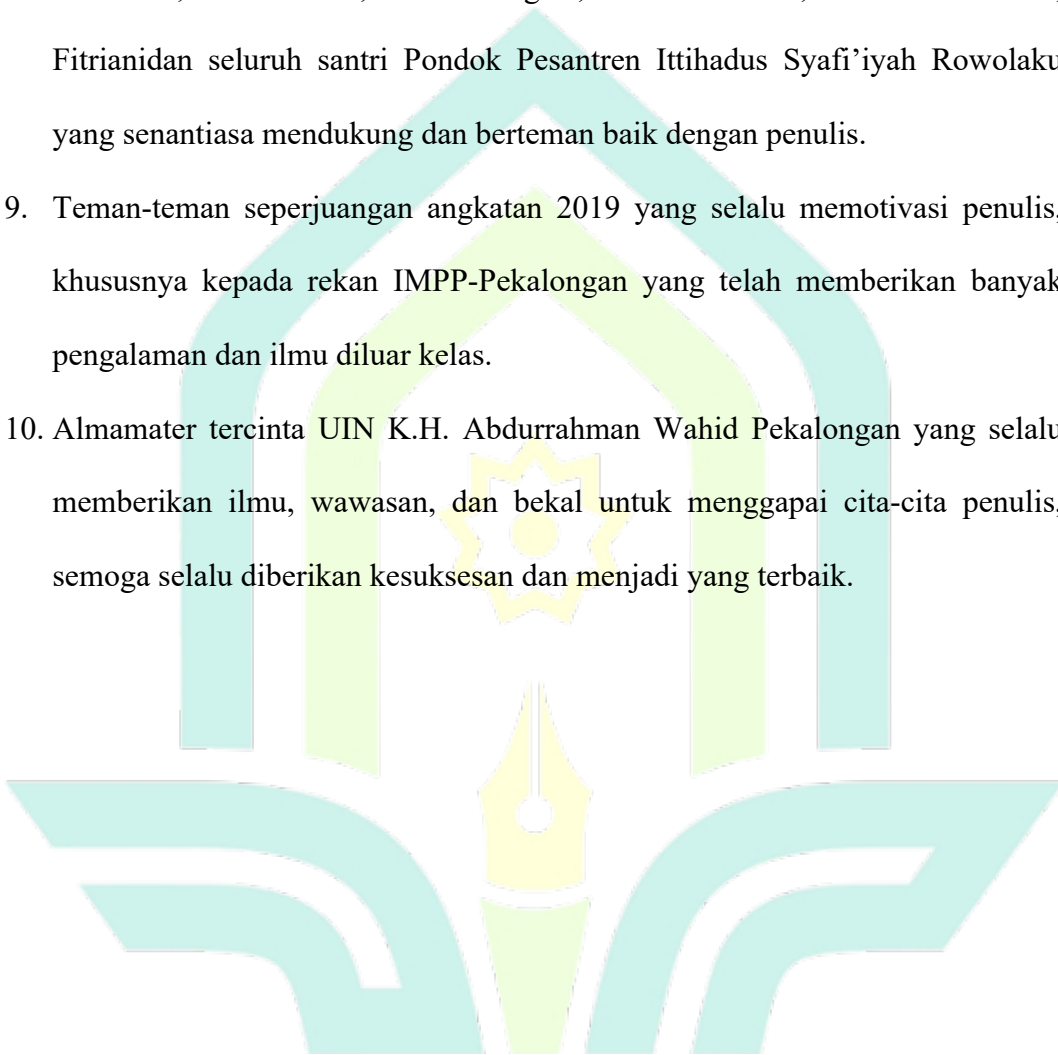 Fitrianidan seluruh santri Pondok Pesantren Ittihadus Syafi’iyah Rowolaku
yang senantiasa mendukung dan berteman baik dengan penulis.
9. Teman-teman seperjuangan angkatan 2019 yang selalu memotivasi penulis,
khususnya kepada rekan IMPP-Pekalongan yang telah memberikan banyak
pengalaman dan ilmu diluar kelas.
10. Almamater tercinta UIN K.H. Abdurrahman Wahid Pekalongan yang selalu
memberikan ilmu, wawasan, dan bekal untuk menggapai cita-cita penulis,
semoga selalu diberikan kesuksesan dan menjadi yang terbaik.